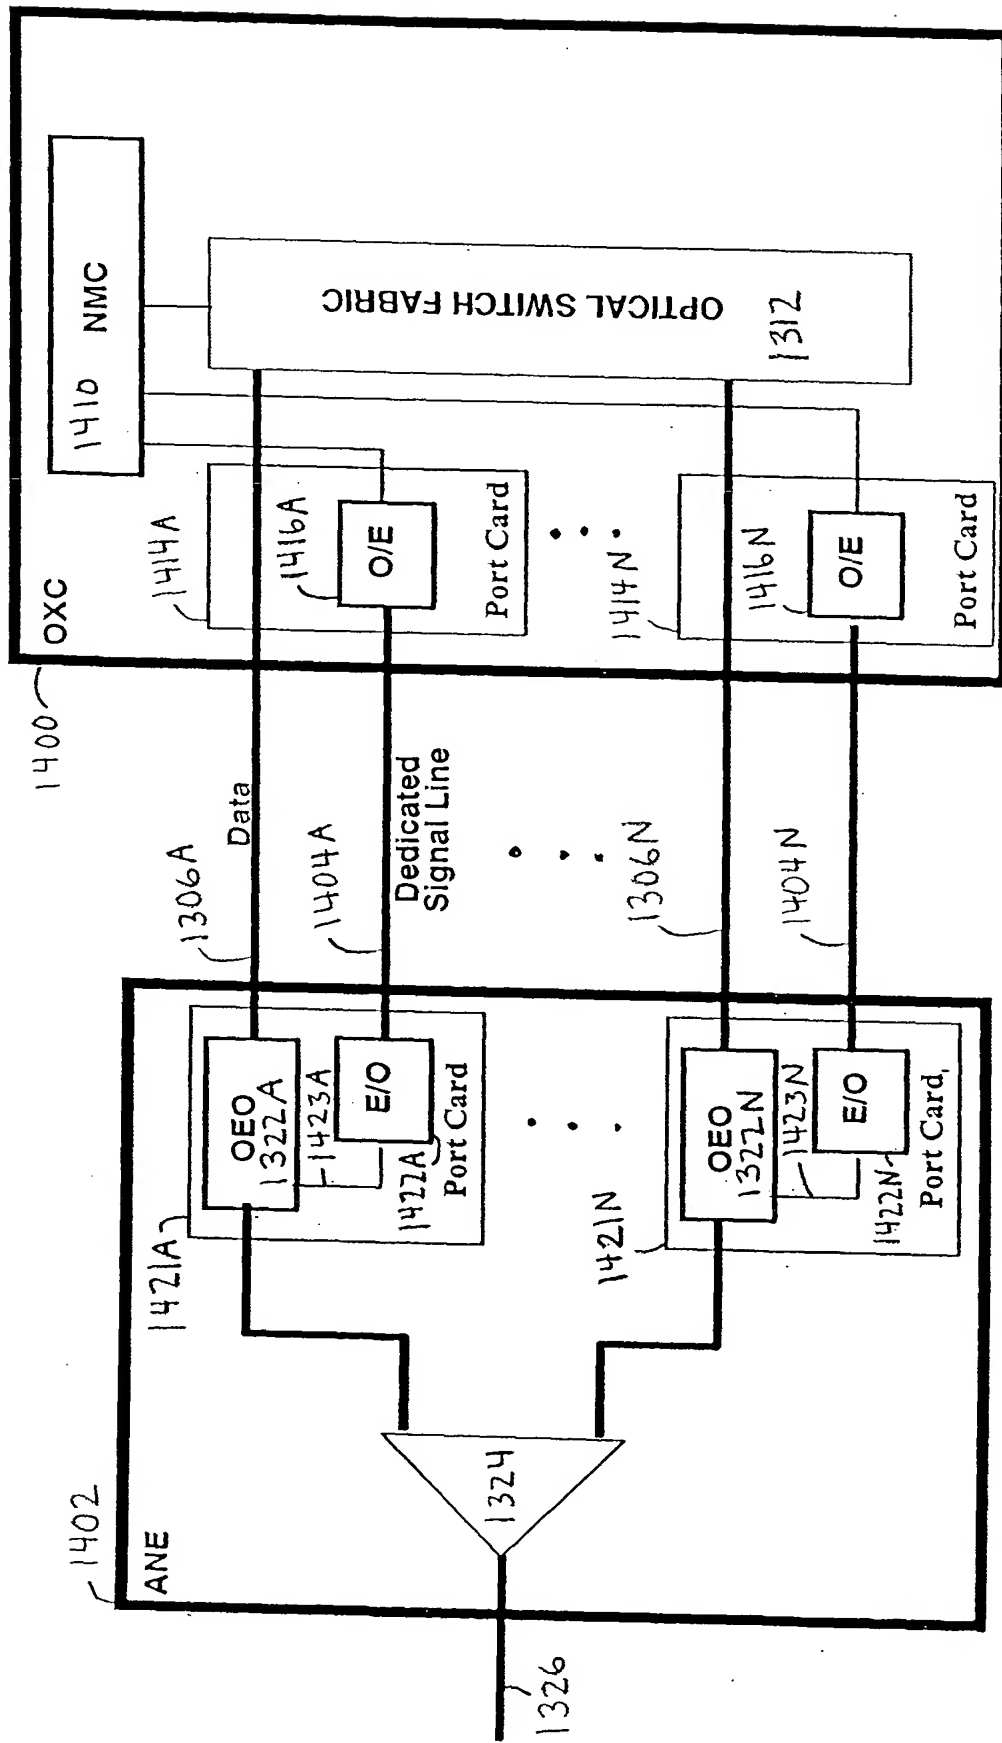 1402
ANE
1326
1324
1421A
OEO
1322A
1423A
E/O
1422A
Port Card
1421N
OEO
1322N
1423N
E/O
1422N
Port Card
1306A
Data
1404A
Dedicated
Signal Line
1306N
1404N
1400
OXC
1410 NMC
1414A
1416A
O/E
Port Card
1414N
1416N
O/E
Port Card
OPTICAL SWITCH FABRIC
1312